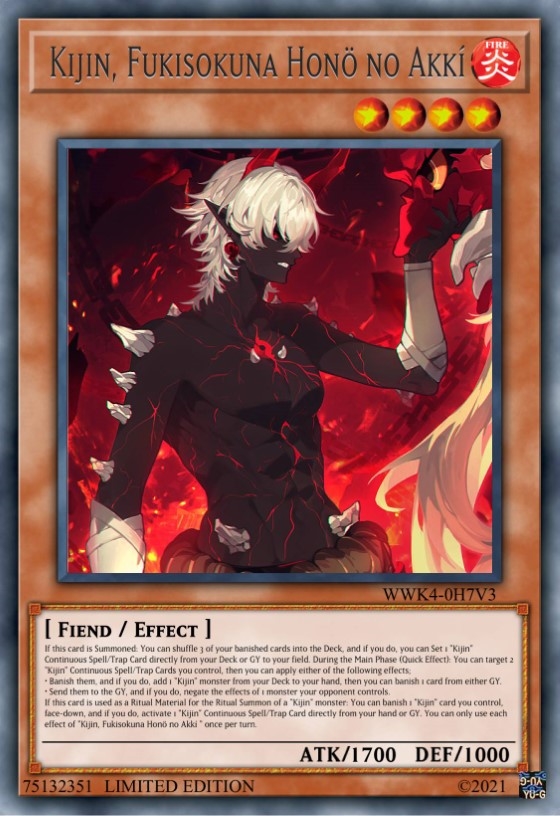 Kijin, Fukisokuna Honö no Akkí
FIRE
炎
WWK4-0H7V3
[ Fiend / Effect ]
If this card is Summoned: You can shuffle 3 of your banished cards into the Deck, and if you do, you can Set 1 "Kijin"
Continuous Spell/Trap Card directly from your Deck or GY to your field. During the Main Phase (Quick Effect): You can target 2
"Kijin" Continuous Spell/Trap Cards you control, then you can apply either of the following effects;
• Banish them, and if you do, add 1 "Kijin" monster from your Deck to your hand, then you can banish 1 card from either GY.
• Send them to the GY, and if you do, negate the effects of 1 monster your opponent controls.
If this card is used as a Ritual Material for the Ritual Summon of a "Kijin" monster: You can banish 1 "Kijin" card you control,
face-down, and if you do, activate 1 "Kijin" Continuous Spell/Trap Card directly from your hand or GY. You can only use each
effect of "Kijin, Fukisokuna Honö no Akki " once per turn.
ATK/1700 DEF/1000
75132351 LIMITED EDITION ©2021
YU-G